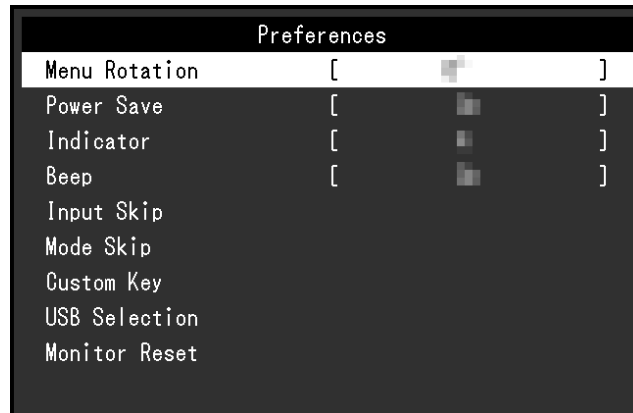 Preferences
Menu Rotation [ ]
Power Save [ ]
Indicator [ ]
Beep [ ]
Input Skip
Mode Skip
Custom Key
USB Selection
Monitor Reset